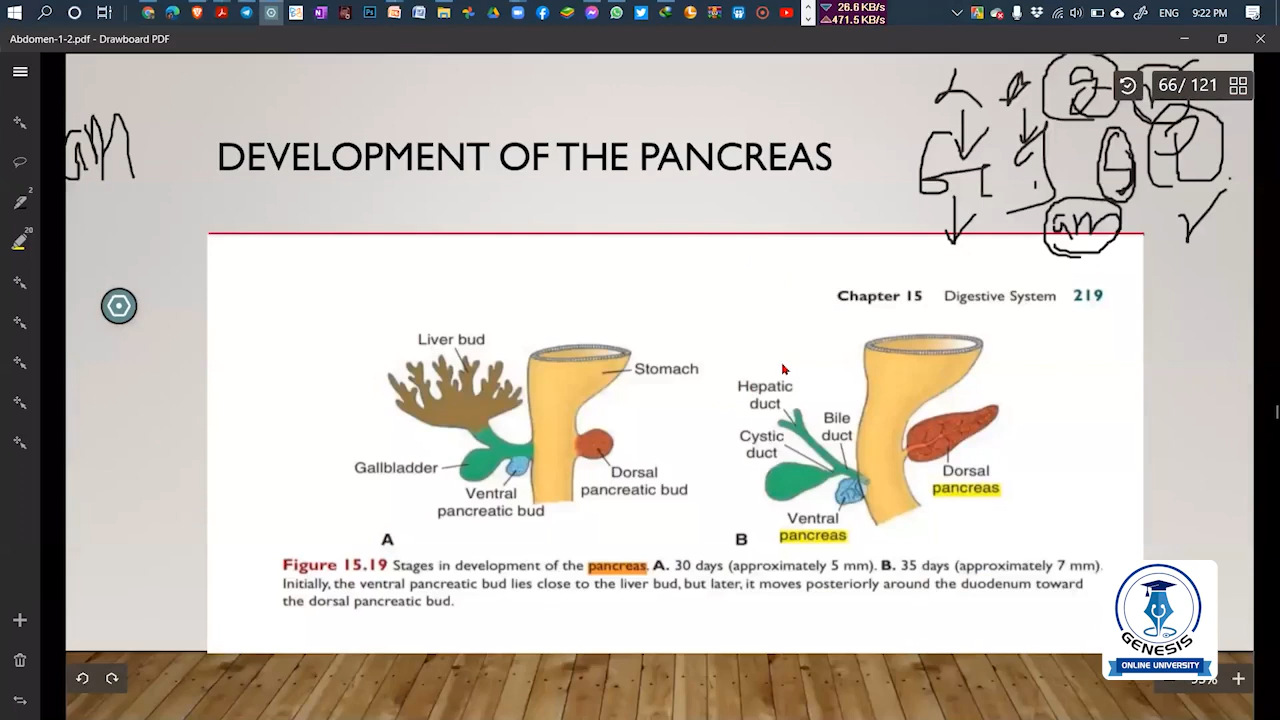 26.6 KB/s
471.5 KB/s
ENG
9:22 PM
Abdomen-1-2.pdf - Drawboard PDF
66/ 121
2
20
DEVELOPMENT OF THE PANCREAS
Chapter 15 Digestive System 219
Liver bud
Stomach
Gallbladder
Ventral
pancreatic bud
Dorsal
pancreatic bud
A
Hepatic
duct
Bile
duct
Cystic
duct
Dorsal
pancreas
Ventral
pancreas
B
Figure 15.19 Stages in development of the pancreas. A. 30 days (approximately 5 mm). B. 35 days (approximately 7 mm).
Initially, the ventral pancreatic bud lies close to the liver bud, but later, it moves posteriorly around the duodenum toward
the dorsal pancreatic bud.
GENESIS
ONLINE UNIVERSITY